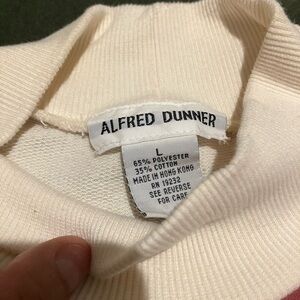 ALFRED DUNNER
L
65% POLYESTER
35% COTTON
MADE IN HONG KONG
RN 19232
SEE REVERSE
FOR CARE